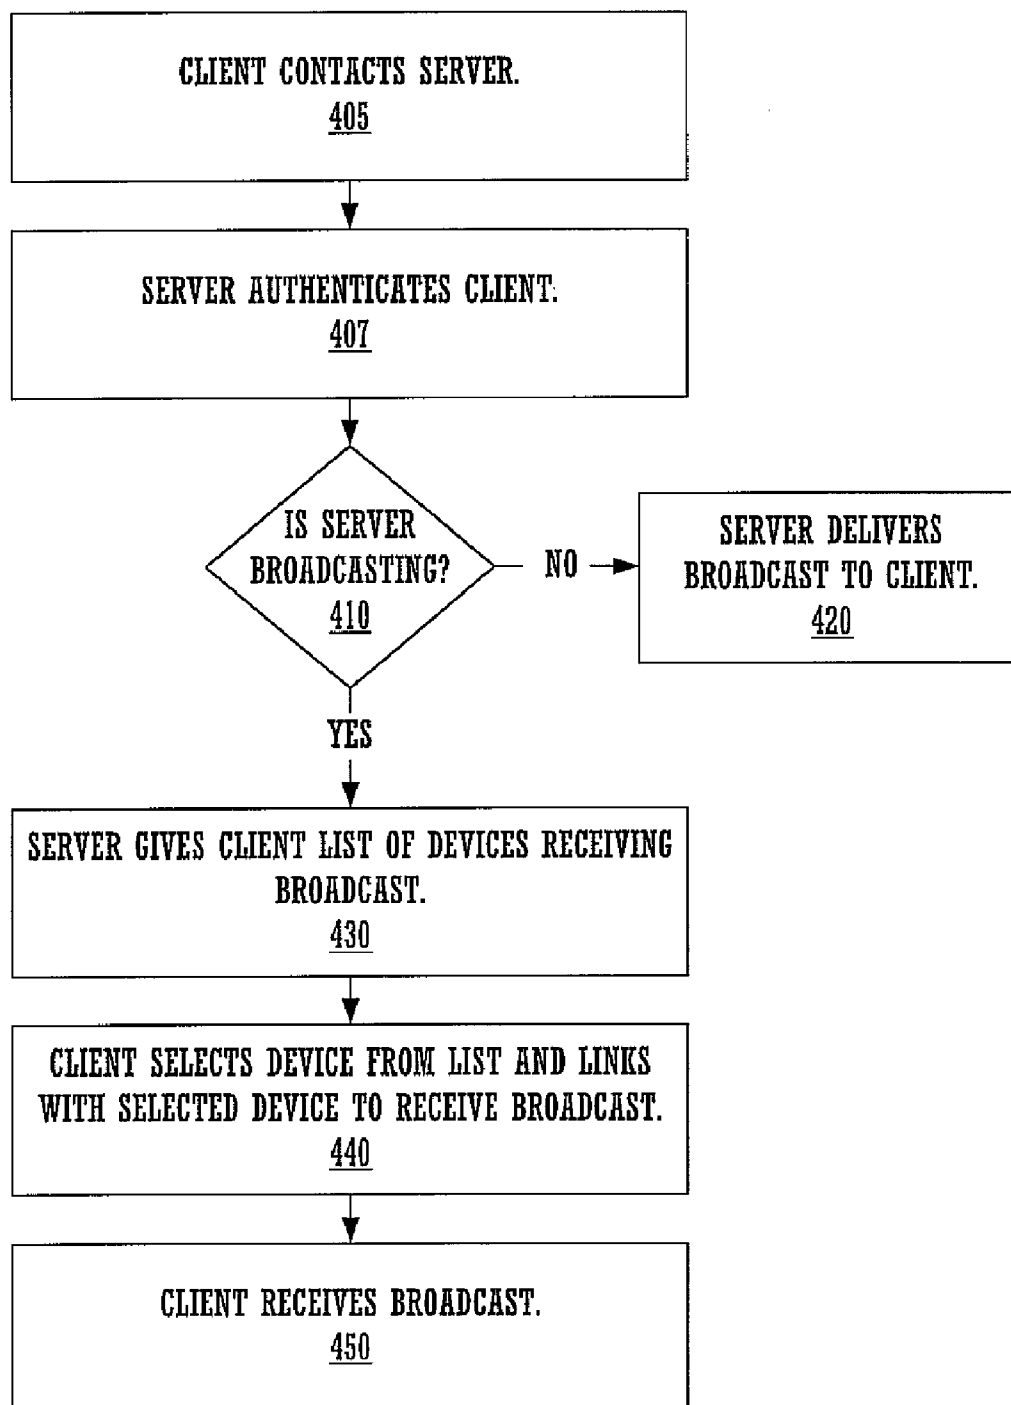 CLIENT CONTACTS SERVER.
405
SERVER AUTHENTICATES CLIENT.
407
IS SERVER
BROADCASTING?
410
NO
SERVER DELIVERS
BROADCAST TO CLIENT.
420
YES
SERVER GIVES CLIENT LIST OF DEVICES RECEIVING
BROADCAST.
430
CLIENT SELECTS DEVICE FROM LIST AND LINKS
WITH SELECTED DEVICE TO RECEIVE BROADCAST.
440
CLIENT RECEIVES BROADCAST.
450